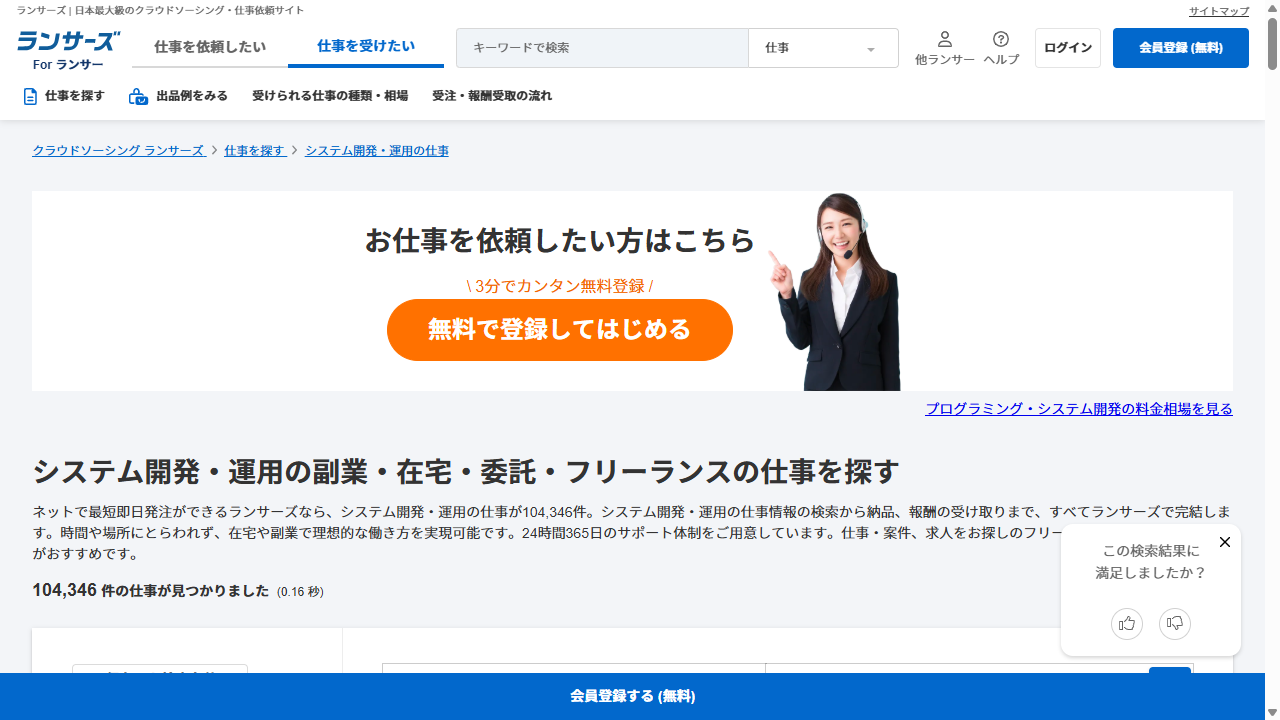 ランサーズ | 日本最大級のクラウドソーシング・仕事依頼サイト
サイトマップ
ランサーズ
For ランサー
仕事を依頼したい
仕事を受けたい
キーワードで検索
仕事
他ランサー
ヘルプ
ログイン
会員登録 (無料)
仕事を探す
出品例をみる
受けられる仕事の種類・相場
受注・報酬受取の流れ
クラウドソーシング ランサーズ
仕事を探す
システム開発・運用の仕事
お仕事を依頼したい方はこちら
\ 3分でカンタン無料登録 /
無料で登録してはじめる
プログラミング・システム開発の料金相場を見る
システム開発・運用の副業・在宅・委託・フリーランスの仕事を探す
ネットで最短即日発注ができるランサーズなら、システム開発・運用の仕事が104,346件。システム開発・運用の仕事情報の検索から納品、報酬の受け取りまで、すべてランサーズで完結しま
す。時間や場所にとらわれず、在宅や副業で理想的な働き方を実現可能です。24時間365日のサポート体制をご用意しています。仕事・案件、求人をお探しのフリー
がおすすめです。
104,346 件の仕事が見つかりました (0.16 秒)
この検索結果に
満足しましたか？
会員登録する (無料)